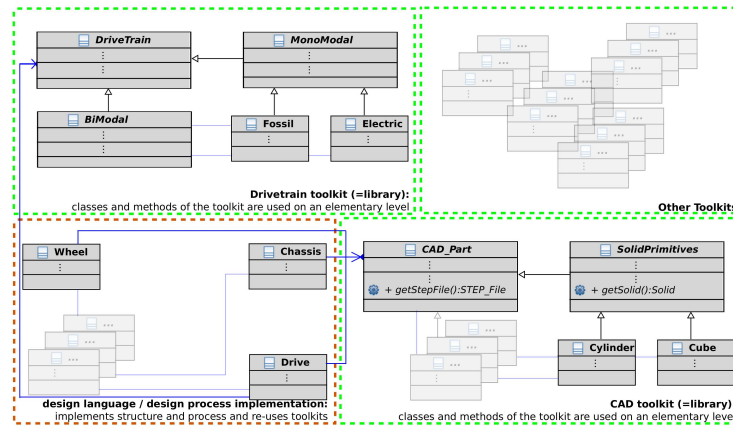 DriveTrain
⋮
⋮
MonoModal
⋮
⋮
BiModal
⋮
⋮
Fossil
⋮
Electric
⋮
Drivetrain toolkit (=library):
classes and methods of the toolkit are used on an elementary level
...
...
...
...
...
...
...
...
...
...
Other Toolkits
Wheel
⋮
Chassis
⋮
...
...
...
Drive
⋮
design language / design process implementation:
implements structure and process and re-uses toolkits
CAD_Part
⋮
⋮
+ getStepFile():STEP_File
SolidPrimitives
⋮
⋮
+ getSolid():Solid
...
...
...
Cylinder
⋮
Cube
⋮
CAD toolkit (=library)
classes and methods of the toolkit are used on an elementary leve